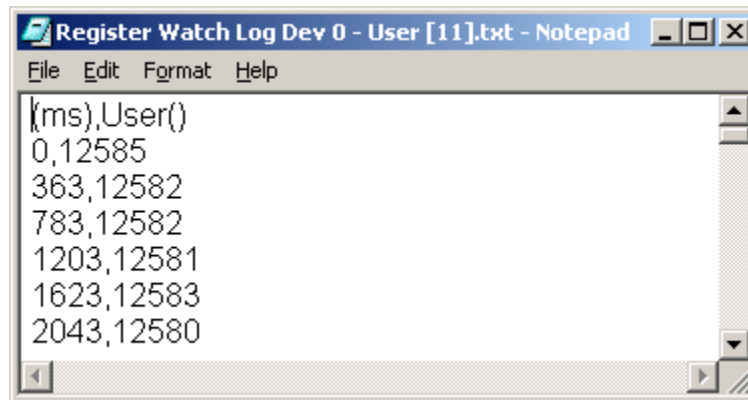 Register Watch Log Dev 0 - User [11].txt - Notepad
File Edit Format Help
(ms),User()
0,12585
363,12582
783,12582
1203,12581
1623,12583
2043,12580